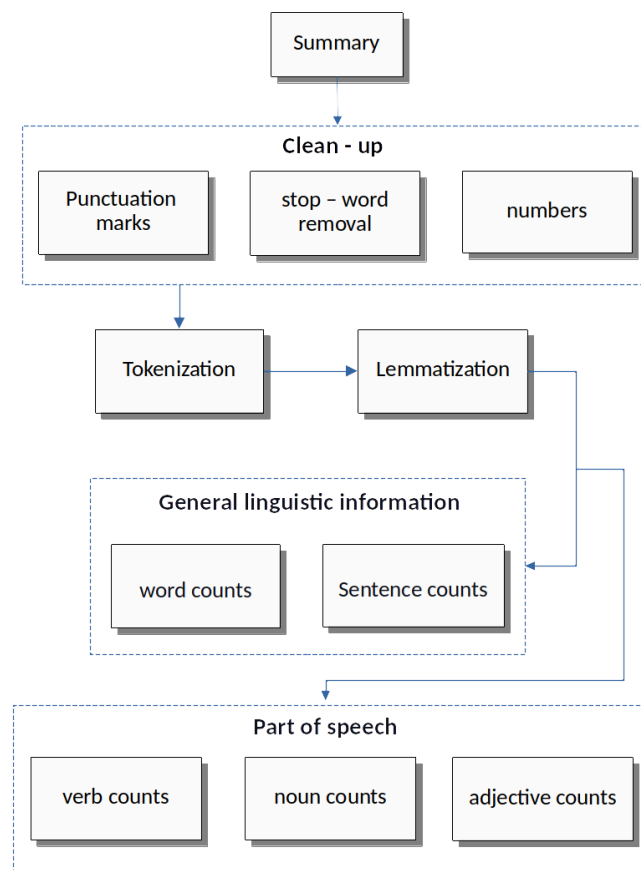 Summary
Clean - up
Punctuation
marks
stop – word
removal
numbers
Tokenization
Lemmatization
General linguistic information
word counts
Sentence counts
Part of speech
verb counts
noun counts
adjective counts